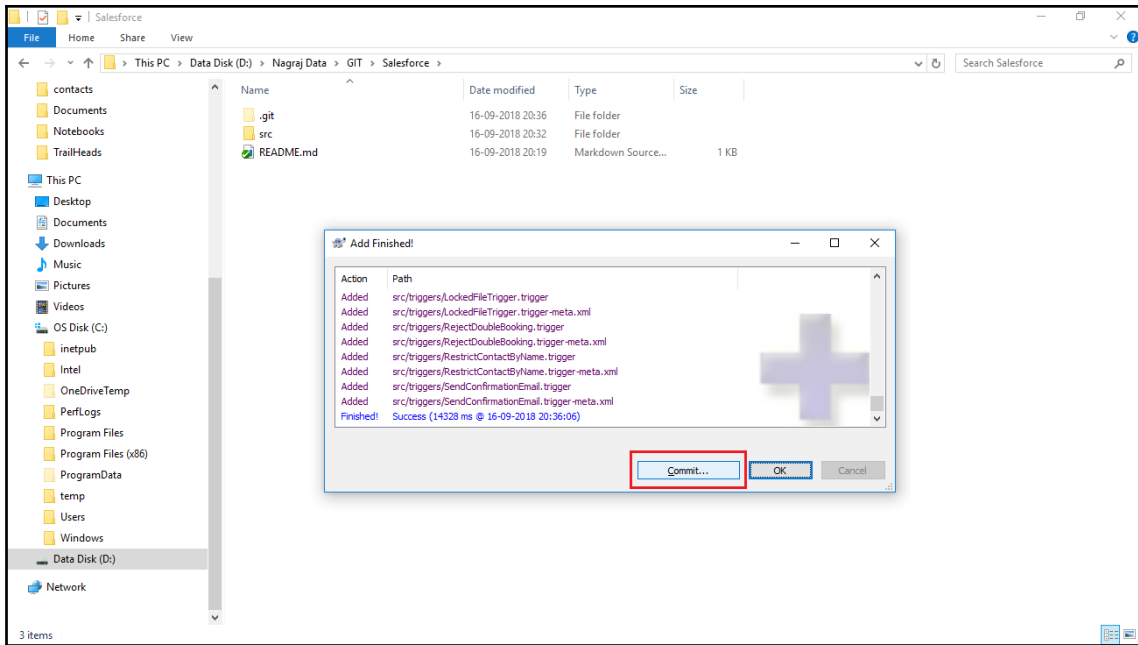 Salesforce
File Home Share View
This PC > Data Disk (D:) > Nagraj Data > GIT > Salesforce >
Search Salesforce
contacts
Documents
Notebooks
TrailHeads
This PC
Desktop
Documents
Downloads
Music
Pictures
Videos
OS Disk (C:)
inetpub
Intel
OneDriveTemp
PerfLogs
Program Files
Program Files (x86)
ProgramData
temp
Users
Windows
Data Disk (D:)
Network
Name Date modified Type Size
.git 16-09-2018 20:36 File folder
src 16-09-2018 20:32 File folder
README.md 16-09-2018 20:19 Markdown Source... 1 KB
Add Finished!
Action Path
Added src/triggers/LockedFileTrigger.trigger
Added src/triggers/LockedFileTrigger.trigger-meta.xml
Added src/triggers/RejectDoubleBooking.trigger
Added src/triggers/RejectDoubleBooking.trigger-meta.xml
Added src/triggers/RestrictContactByName.trigger
Added src/triggers/RestrictContactByName.trigger-meta.xml
Added src/triggers/SendConfirmationEmail.trigger
Added src/triggers/SendConfirmationEmail.trigger-meta.xml
Finished! Success (14328 ms @ 16-09-2018 20:36:06)
Commit... OK Cancel
3 items